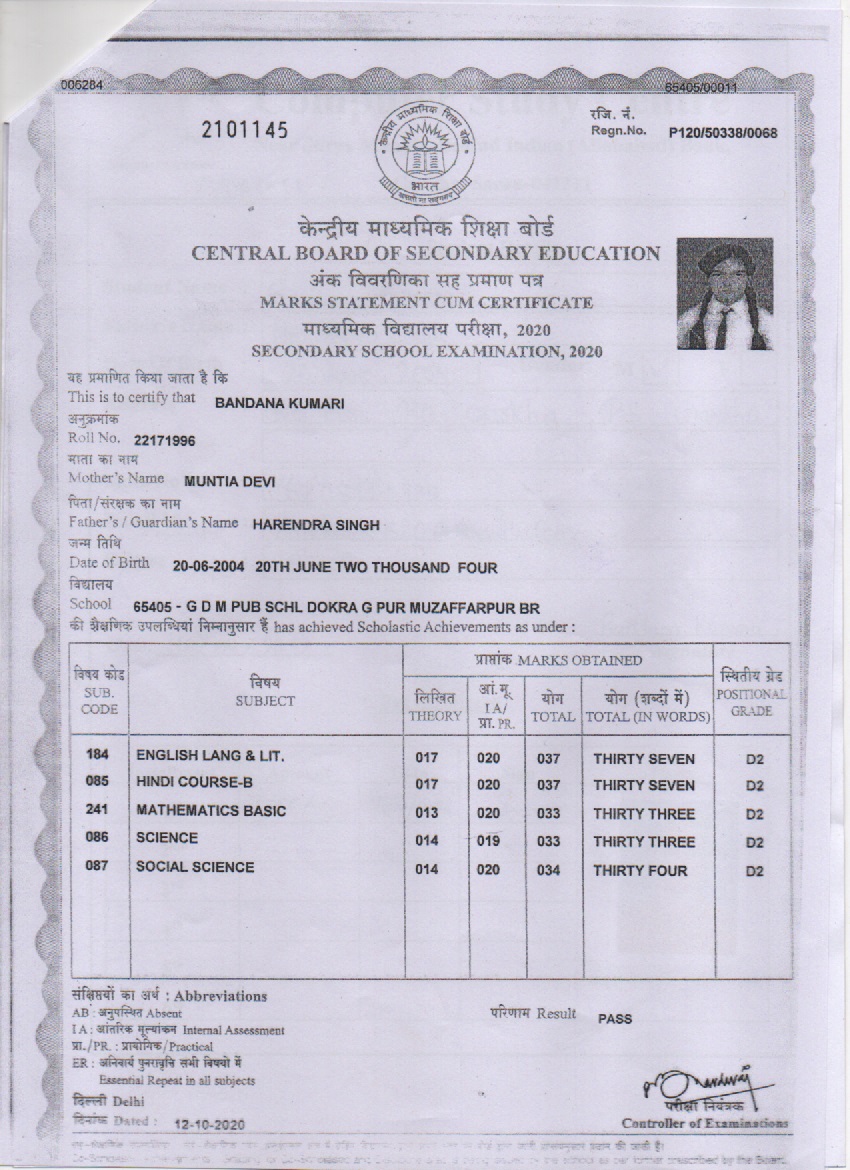 006284
65405/00011
2101145
रजि. नं.
Regn.No. P120/50338/0068
केन्द्रीय माध्यमिक शिक्षा बोर्ड
भारत
केन्द्रीय माध्यमिक शिक्षा बोर्ड
CENTRAL BOARD OF SECONDARY EDUCATION
अंक विवरणिका सह प्रमाण पत्र
MARKS STATEMENT CUM CERTIFICATE
माध्यमिक विद्यालय परीक्षा, 2020
SECONDARY SCHOOL EXAMINATION, 2020
यह प्रमाणित किया जाता है कि
This is to certify that BANDANA KUMARI
अनुक्रमांक
Roll No. 22171996
माता का नाम
Mother's Name MUNTIA DEVI
पिता/संरक्षक का नाम
Father's / Guardian's Name HARENDRA SINGH
जन्म तिथि
Date of Birth 20-06-2004 20TH JUNE TWO THOUSAND FOUR
विद्यालय
School 65405 - G D M PUB SCHL DOKRA G PUR MUZAFFARPUR BR
की शैक्षणिक उपलब्धियां निम्नानुसार हैं has achieved Scholastic Achievements as under :
विषय कोड SUB. CODE
विषय SUBJECT
प्राप्तांक MARKS OBTAINED
लिखित THEORY
आं.मू. I A/ प्रा. PR.
योग TOTAL
योग (शब्दों में) TOTAL (IN WORDS)
स्थितीय ग्रेड POSITIONAL GRADE
184 ENGLISH LANG & LIT. 017 020 037 THIRTY SEVEN D2
085 HINDI COURSE-B 017 020 037 THIRTY SEVEN D2
241 MATHEMATICS BASIC 013 020 033 THIRTY THREE D2
086 SCIENCE 014 019 033 THIRTY THREE D2
087 SOCIAL SCIENCE 014 020 034 THIRTY FOUR D2
संक्षिप्तियों का अर्थ : Abbreviations
AB : अनुपस्थित Absent
परिणाम Result PASS
I A : आंतरिक मूल्यांकन Internal Assessment
प्रा./PR. : प्रायोगिक/Practical
ER : अनिवार्य पुनरावृत्ति सभी विषयों में
Essential Repeat in all subjects
दिल्ली Delhi
परीक्षा नियंत्रक
दिनांक Dated : 12-10-2020
Controller of Examinations